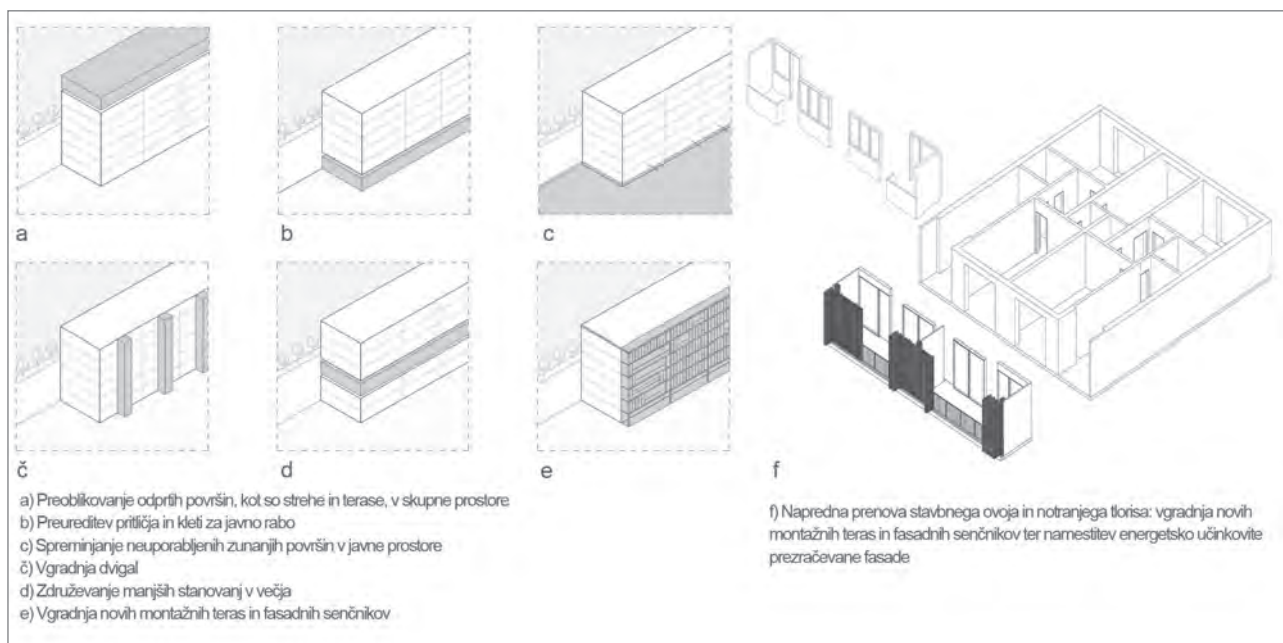 a
b
c
č
d
e
f
a) Preoblikovanje odprtih površin, kot so strehe in terase, v skupne prostore
b) Preureditev pritličja in kleti za javno rabo
c) Spreminjanje neuporabljenih zunanjih površin v javne prostore
č) Vgradnja dvigal
d) Združevanje manjših stanovanj v večja
e) Vgradnja novih montažnih teras in fasadnih senčnikov
f) Napredna prenova stavbnega ovoja in notranjega tlorisa: vgradnja novih
montažnih teras in fasadnih senčnikov ter namestitev energetsko učinkovite
prezračevane fasade